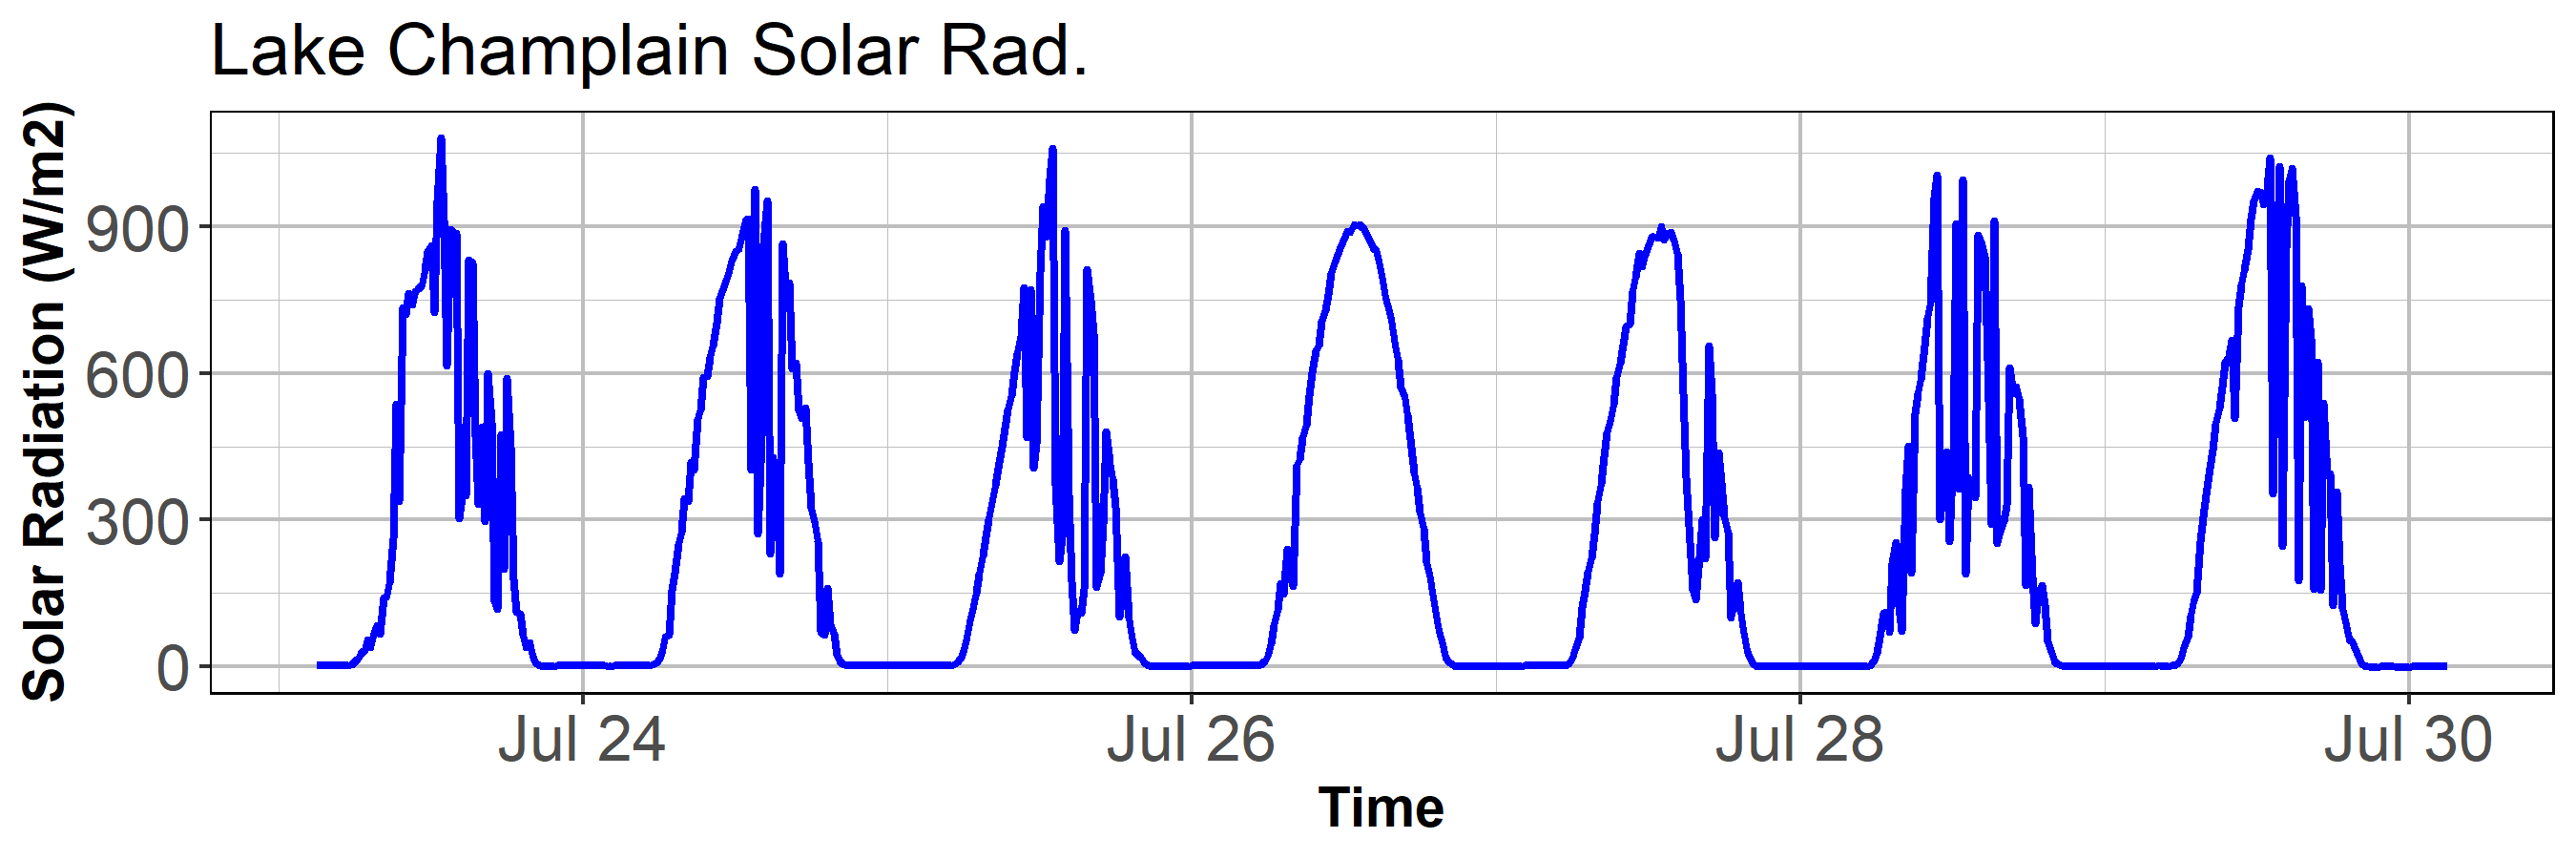 Lake Champlain Solar Rad.
Solar Radiation (W/m2)
900
600
300
0
Jul 24 Jul 26 Jul 28 Jul 30
Time